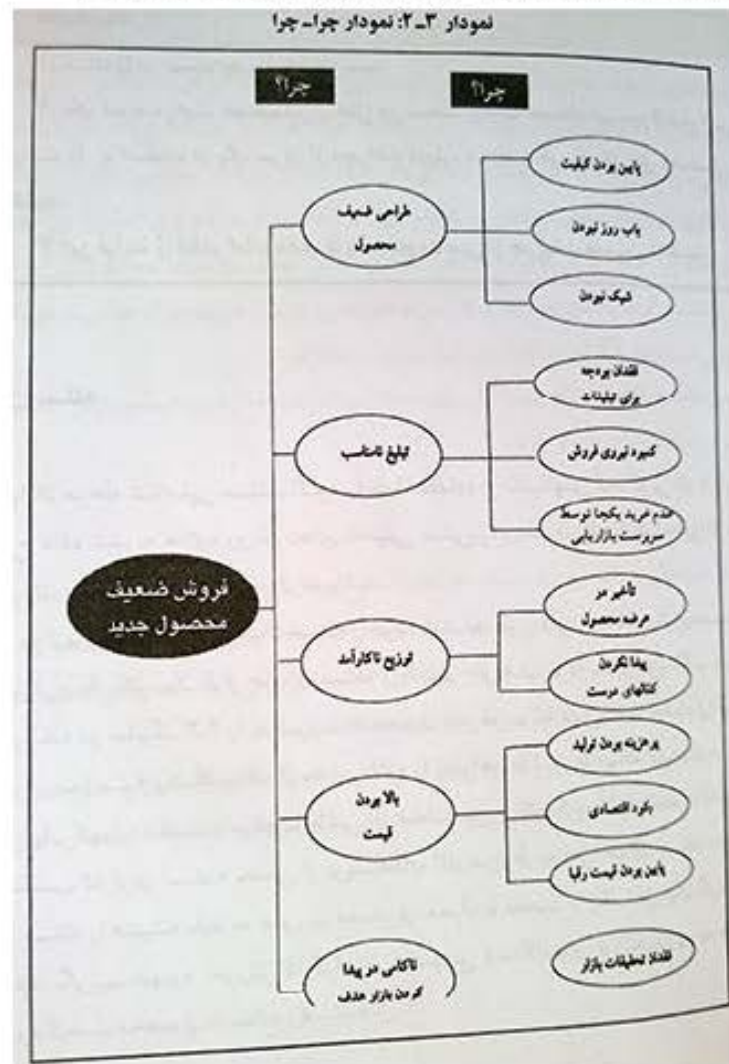 نمودار ۳ـ۲: نمودار چرا-چرا
چرا؟
چرا؟
پایین بودن کیفیت
طراحی ضعیف
محصول
باب روز نبودن
شیک نبودن
فقدان بودجه
برای تبلیغات
تبلیغ نامناسب
کمبود نیروی فروش
عدم خرید یکجا توسط
سرپرست بازاریابی
فروش ضعیف
محصول جدید
تأخیر در
عرضه محصول
توزیع ناکارآمد
پیدا نکردن
کانالهای درست
پرهزینه بودن تولید
بالا بودن
قیمت
رکود اقتصادی
پایین بودن قیمت رقبا
ناکامی در پیدا
کردن بازار هدف
فقدان تحقیقات بازار